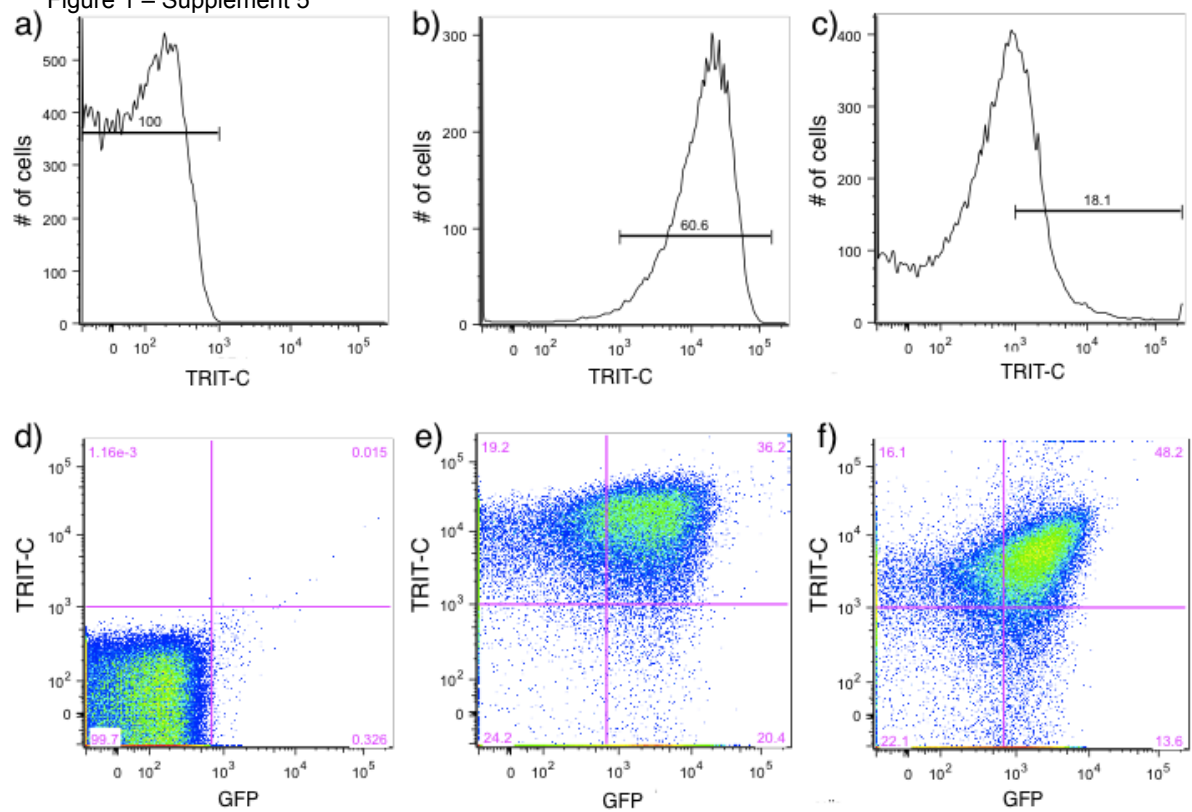 Figure 1 – Supplement 5
a)
500
400
300
200
100
0
# of cells
100
0 10² 10³ 10⁴ 10⁵
TRIT-C
b)
300
200
100
0
# of cells
60.6
0 10² 10³ 10⁴ 10⁵
TRIT-C
c)
400
300
200
100
0
# of cells
18.1
0 10² 10³ 10⁴ 10⁵
TRIT-C
d)
1.16e-3 0.015
10⁵
10⁴
10³
10²
0
TRIT-C
99.7 0.326
0 10² 10³ 10⁴ 10⁵
GFP
e)
19.2 36.2
10⁵
10⁴
10³
10²
0
TRIT-C
24.2 20.4
0 10² 10³ 10⁴ 10⁵
GFP
f)
16.1 48.2
10⁵
10⁴
10³
10²
0
TRIT-C
22.1 13.6
0 10² 10³ 10⁴ 10⁵
GFP